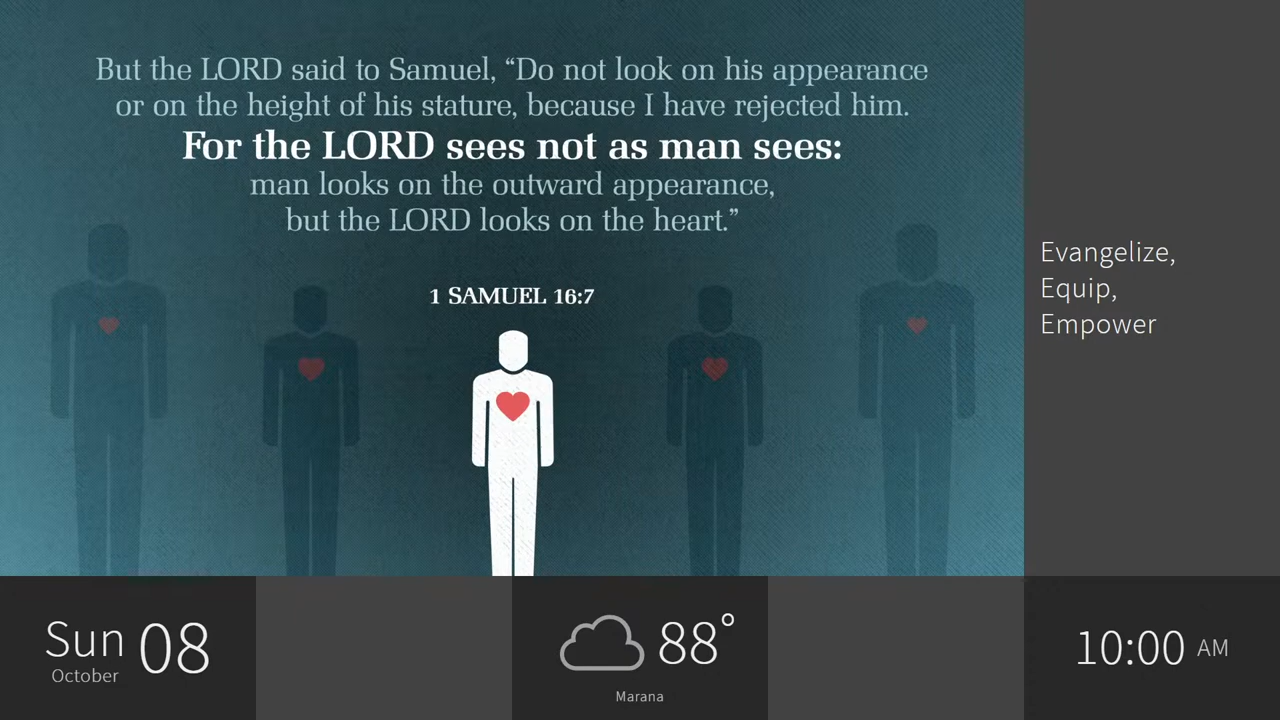 But the LORD said to Samuel, “Do not look on his appearance
or on the height of his stature, because I have rejected him.
For the LORD sees not as man sees:
man looks on the outward appearance,
but the LORD looks on the heart.”
1 SAMUEL 16:7
Evangelize,
Equip,
Empower
Sun 08
October
88°
Marana
10:00 AM